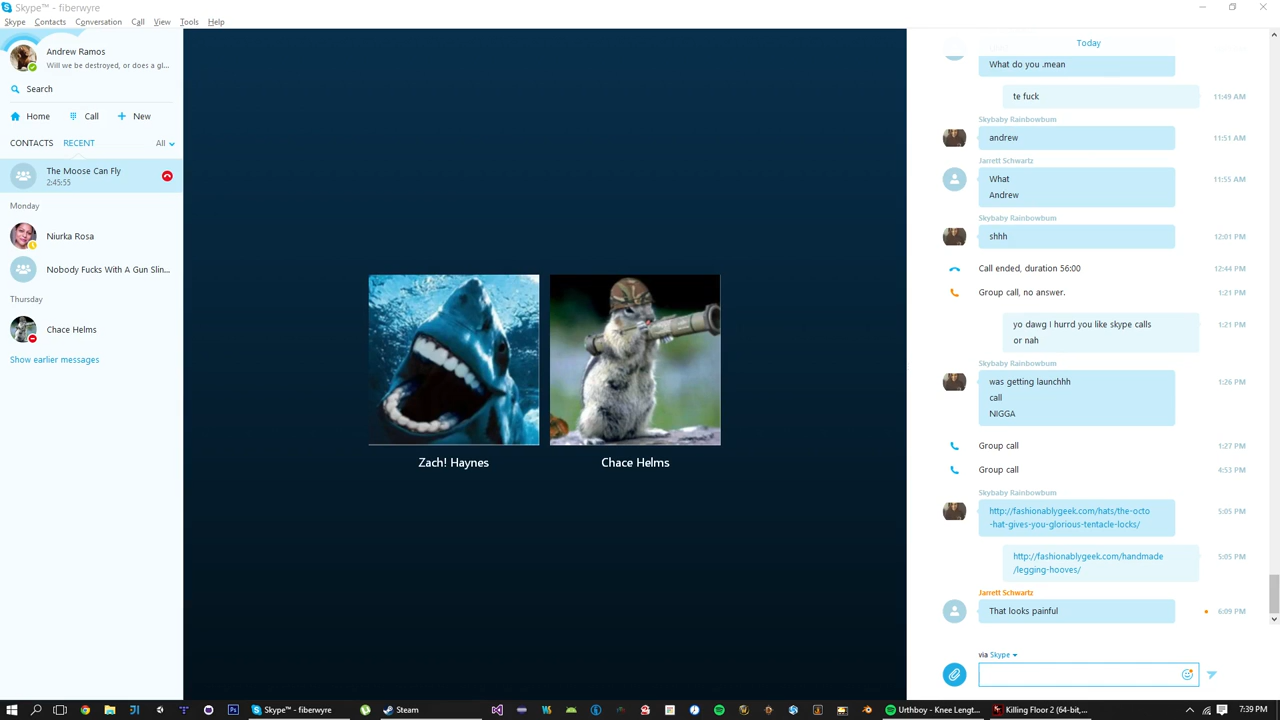 Skype™ - fiberwyre
Skype Contacts Conversation Call View Tools Help
Andrew Ramos
Will we be destroyed, or does a gl...
Search
Home Call New
CONTACTS RECENT All
The Moose Can Fly
2:45:55
Monday
Niurka Rosa
Nobody Fucks With A Gun Slin...
Thursday
Chace Helms
Show earlier messages
Zach! Haynes
Chace Helms
Today
What do you .mean
te fuck 11:49 AM
Skybaby Rainbowbum
andrew 11:51 AM
Jarrett Schwartz
What 11:55 AM
Andrew
Skybaby Rainbowbum
shhh 12:01 PM
Call ended, duration 56:00 12:44 PM
Group call, no answer. 1:21 PM
yo dawg I hurrd you like skype calls 1:21 PM
or nah
Skybaby Rainbowbum
was getting launchhh 1:26 PM
call
NIGGA
Group call 1:27 PM
Group call 4:53 PM
Skybaby Rainbowbum
http://fashionablygeek.com/hats/the-octo 5:05 PM
-hat-gives-you-glorious-tentacle-locks/
http://fashionablygeek.com/handmade 5:05 PM
/legging-hooves/
Jarrett Schwartz
That looks painful 6:09 PM
via Skype
Skype™ - fiberwyre
Steam
Urthboy - Knee Lengt...
Killing Floor 2 (64-bit,...
7:39 PM